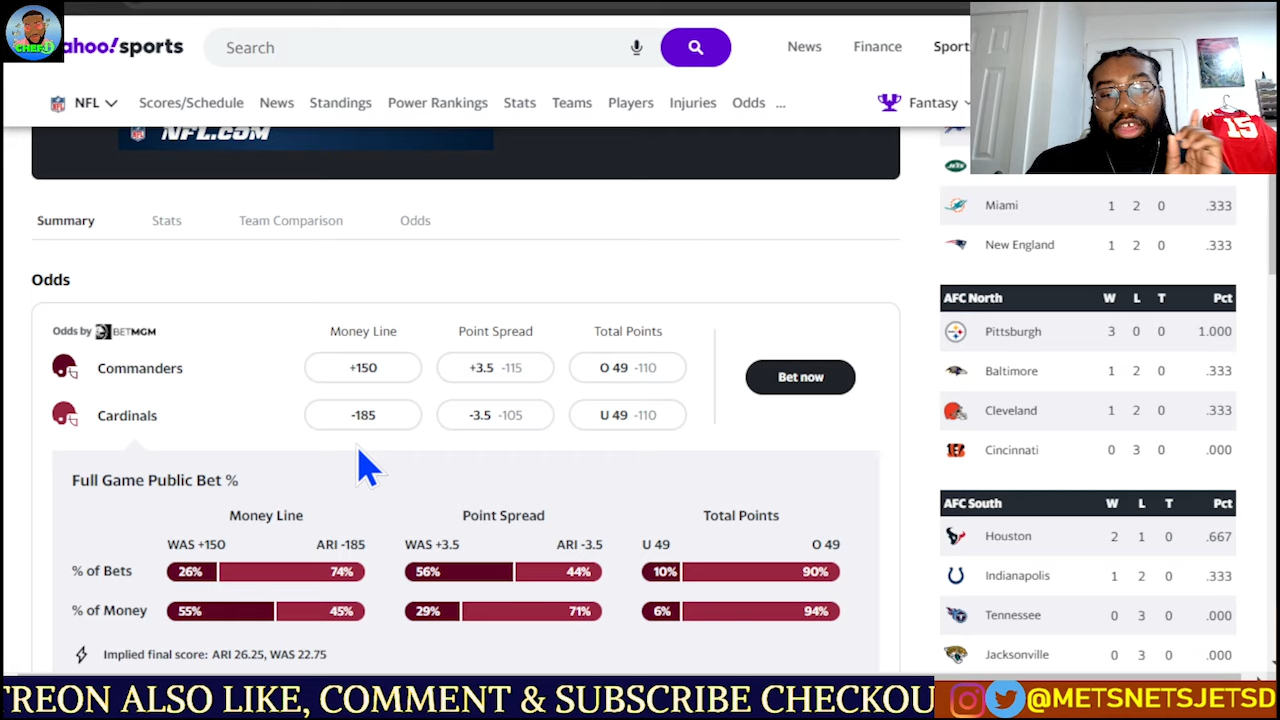 CHEF
ahoo!sports
Search
News
Finance
Sport
NFL
Scores/Schedule
News
Standings
Power Rankings
Stats
Teams
Players
Injuries
Odds
...
Fantasy
NFL.COM
15
Summary
Stats
Team Comparison
Odds
JETS
Miami 1 2 0 .333
New England 1 2 0 .333
Odds
Odds by BETMGM
Money Line
Point Spread
Total Points
Commanders
+150
+3.5 -115
O 49 -110
Bet now
Cardinals
-185
-3.5 -105
U 49 -110
AFC North W L T Pct
Pittsburgh 3 0 0 1.000
Baltimore 1 2 0 .333
Cleveland 1 2 0 .333
Cincinnati 0 3 0 .000
Full Game Public Bet %
Money Line
Point Spread
Total Points
WAS +150 ARI -185
WAS +3.5 ARI -3.5
U 49 O 49
% of Bets 26% 74% 56% 44% 10% 90%
% of Money 55% 45% 29% 71% 6% 94%
Implied final score: ARI 26.25, WAS 22.75
AFC South W L T Pct
Houston 2 1 0 .667
Indianapolis 1 2 0 .333
Tennessee 0 3 0 .000
Jacksonville 0 3 0 .000
TREON ALSO LIKE, COMMENT & SUBSCRIBE CHECKOU
@METSNETSJETSD